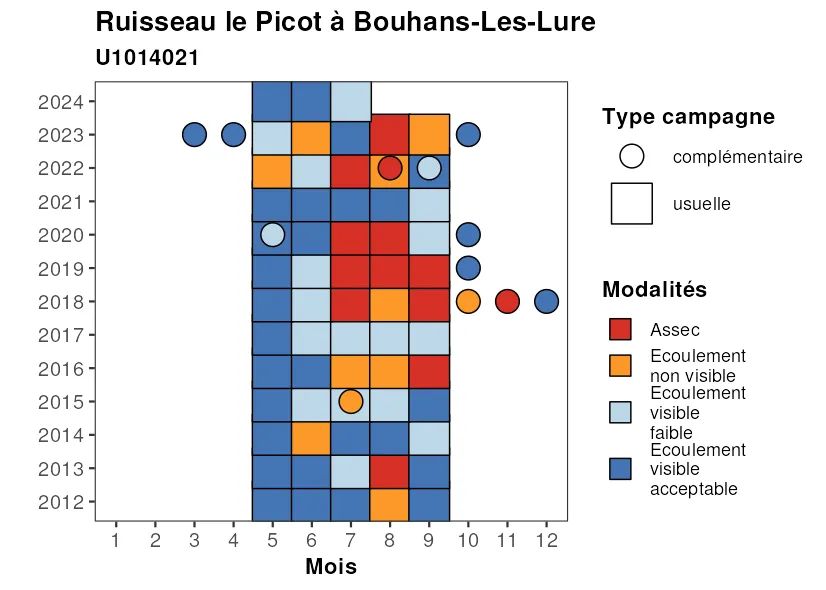 Ruisseau le Picot à Bouhans-Les-Lure
U1014021
2024
2023
2022
2021
2020
2019
2018
2017
2016
2015
2014
2013
2012
1 2 3 4 5 6 7 8 9 10 11 12
Mois
Type campagne
complémentaire
usuelle
Modalités
Assec
Ecoulement
non visible
Ecoulement
visible
faible
Ecoulement
visible
acceptable